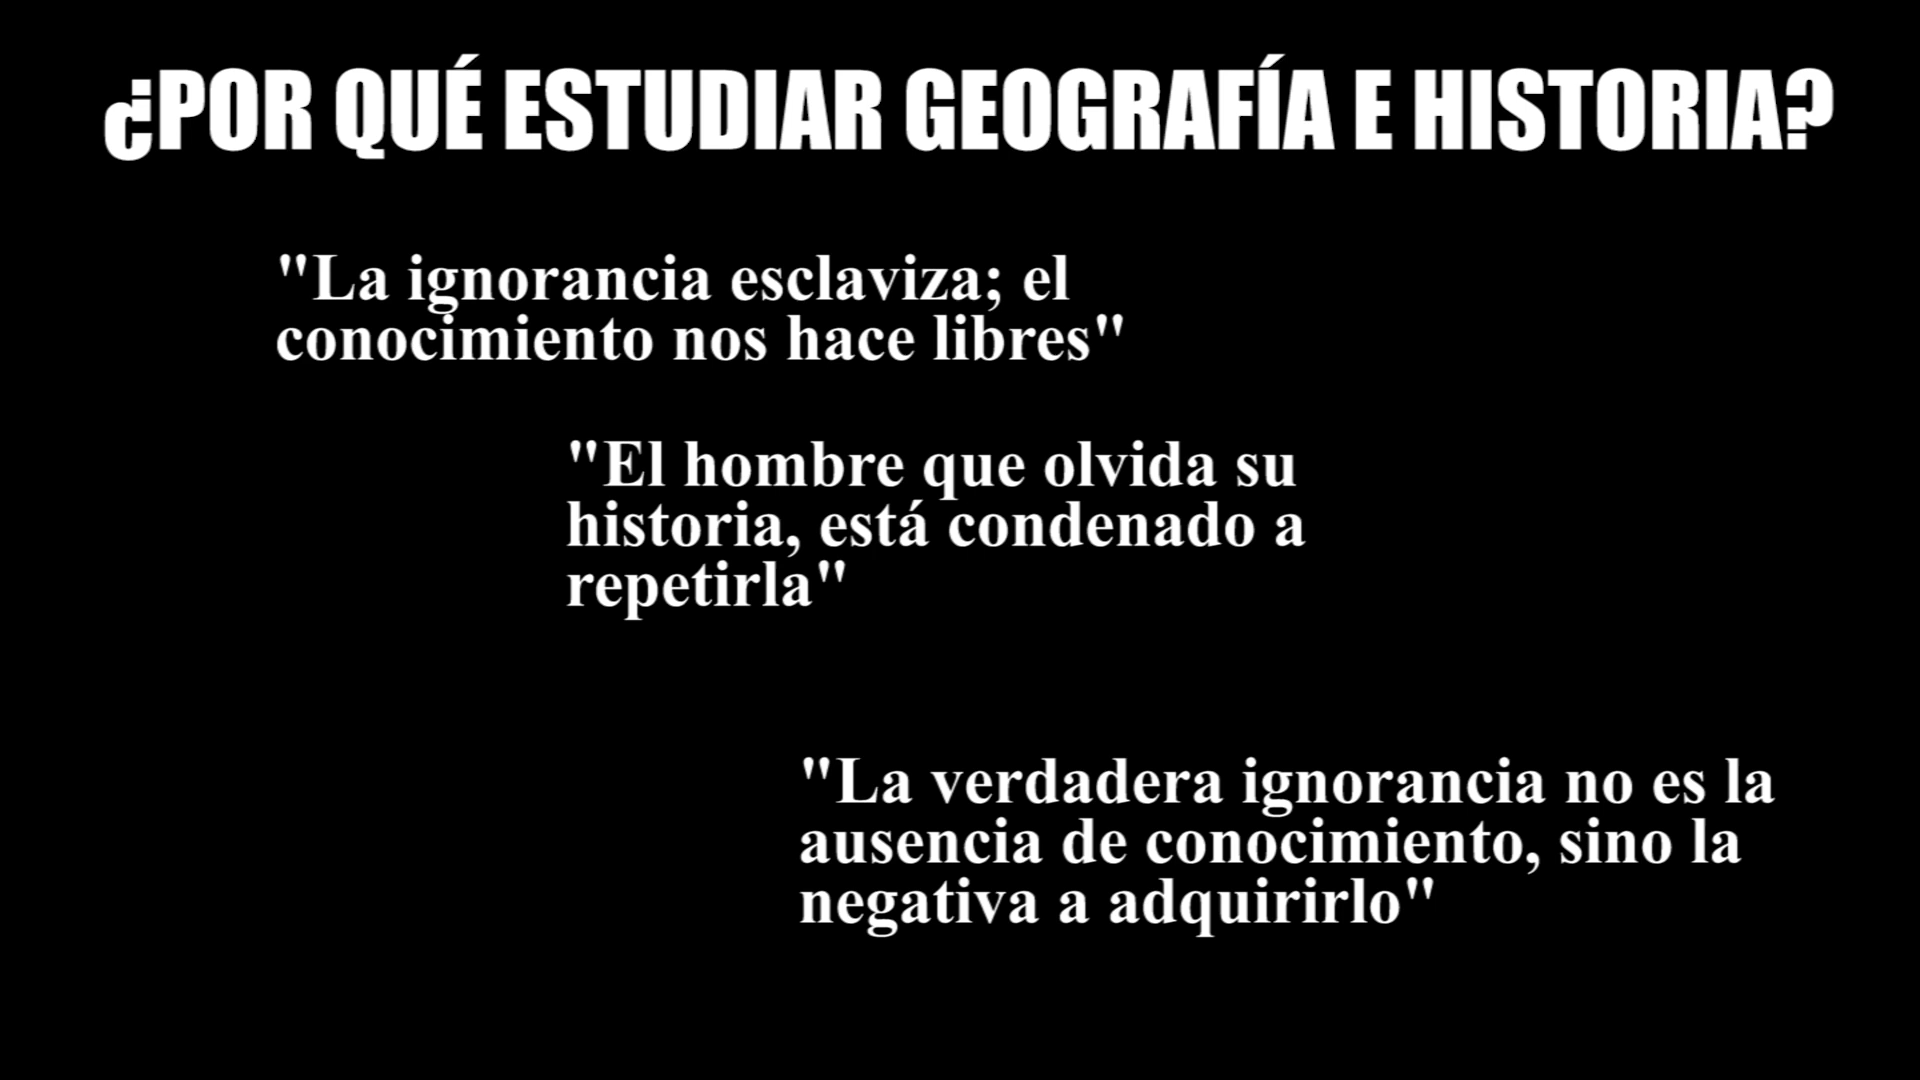 ¿POR QUÉ ESTUDIAR GEOGRAFÍA E HISTORIA?
"La ignorancia esclaviza; el
conocimiento nos hace libres"
"El hombre que olvida su
historia, está condenado a
repetirla"
"La verdadera ignorancia no es la
ausencia de conocimiento, sino la
negativa a adquirirlo"